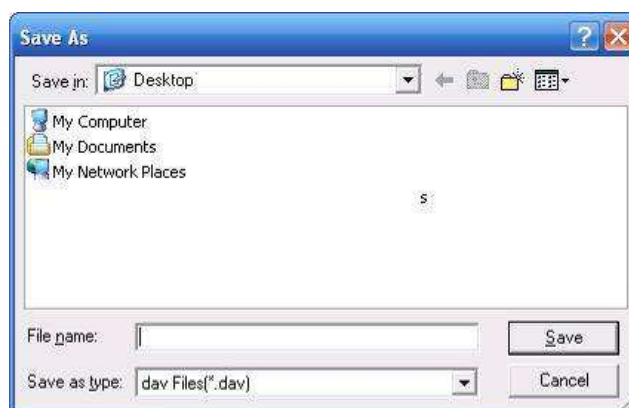 Save As
Save in: Desktop
My Computer
My Documents
My Network Places
s
File name: Save
Save as type: dav Files(*.dav) Cancel